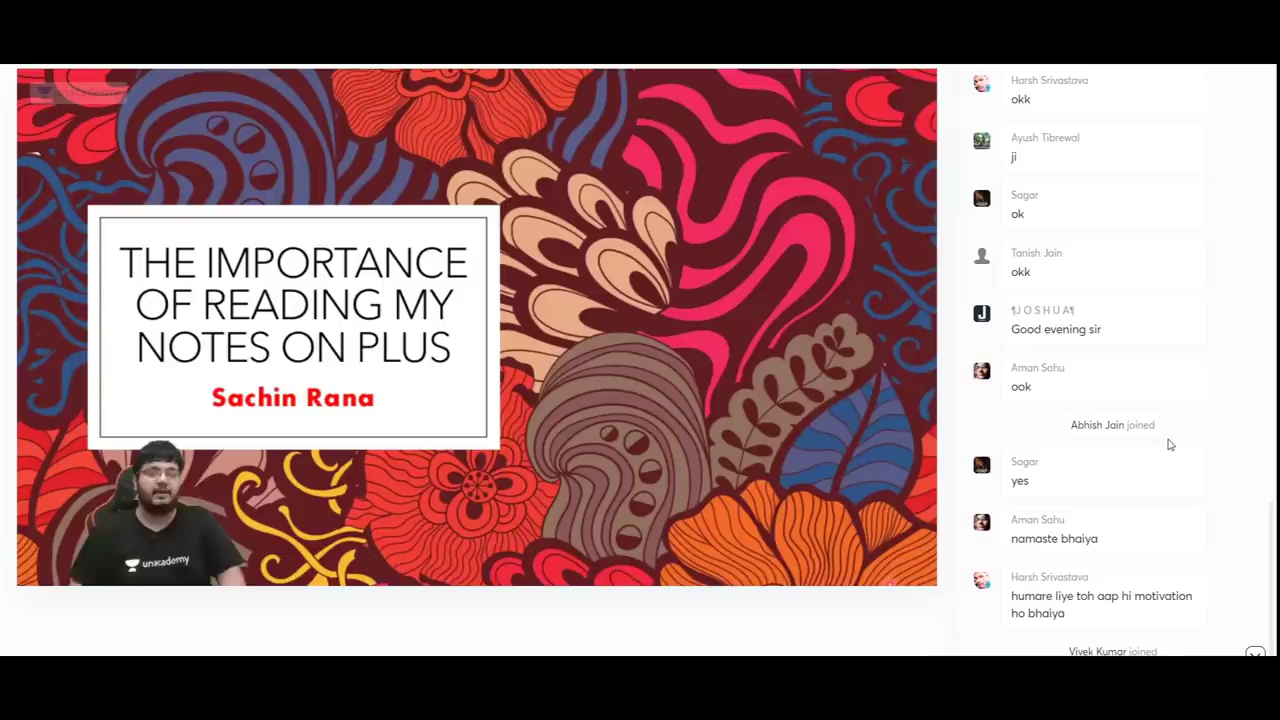 unacademy
THE IMPORTANCE
OF READING MY
NOTES ON PLUS
Sachin Rana
unacademy
Harsh Srivastava
okk
Ayush Tibrewal
ji
Sagar
ok
Tanish Jain
okk
J
¶J O S H U A¶
Good evening sir
Aman Sahu
ook
Abhish Jain joined
Sagar
yes
Aman Sahu
namaste bhaiya
Harsh Srivastava
humare liye toh aap hi motivation
ho bhaiya
Vivek Kumar joined